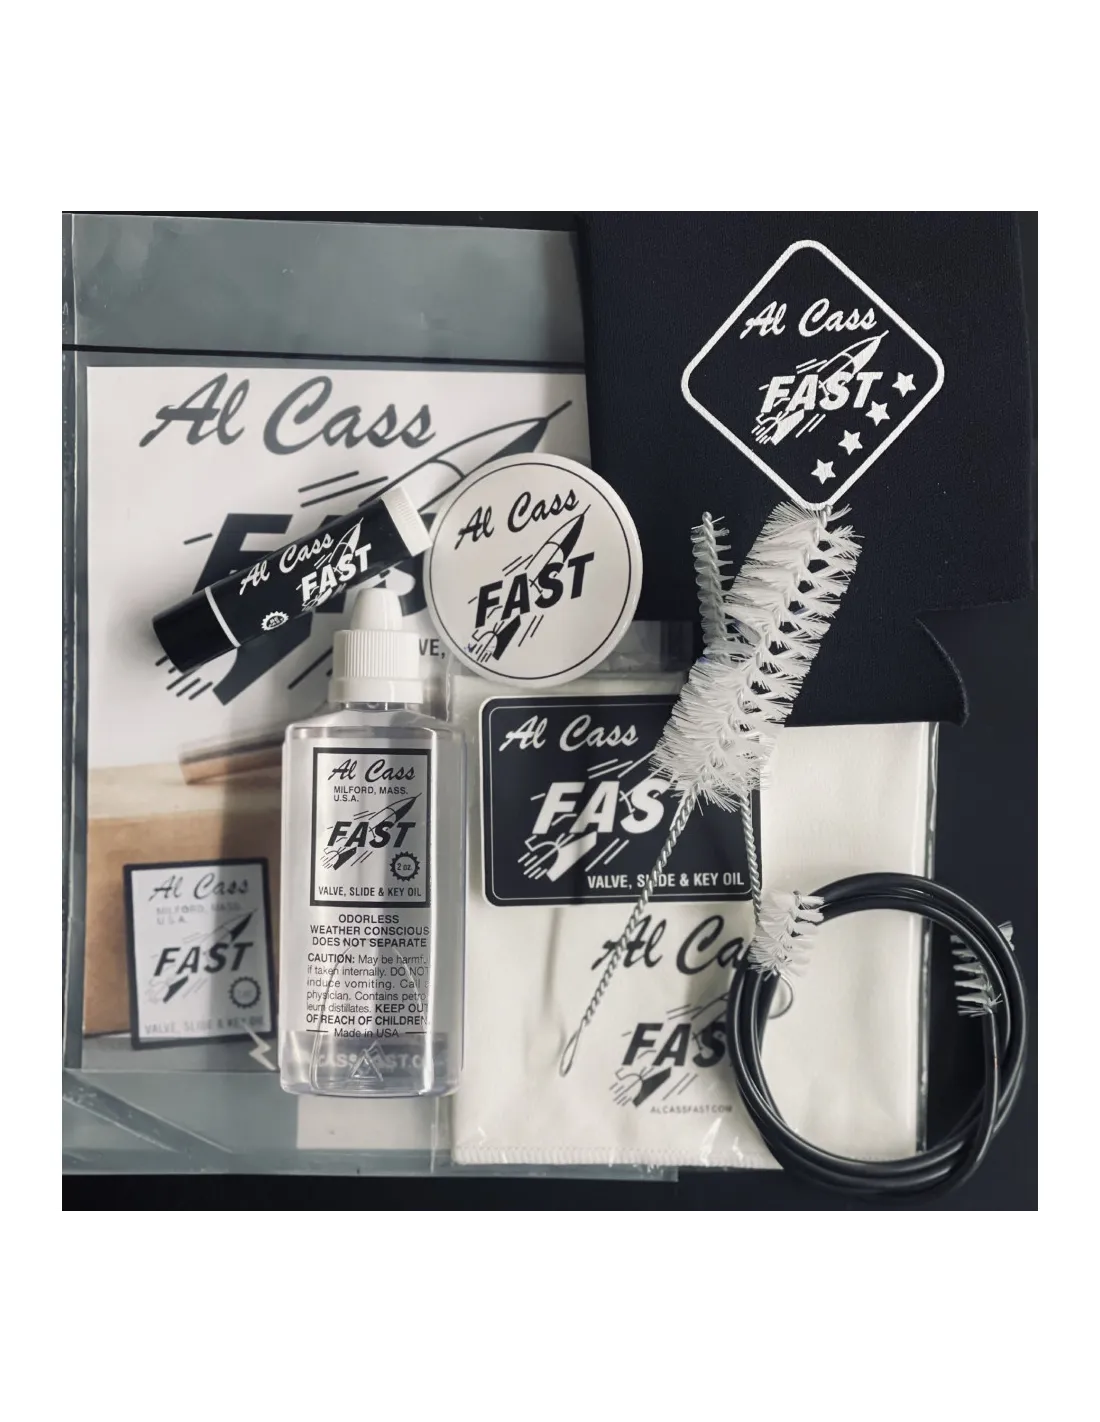 Al Cass
FAST
VE,
Al Cass
FAST
Al Cass
FAST
Al Cass
FAST
Al Cass
MILFORD, MASS.
U.S.A.
FAST
2 oz.
VALVE, SLIDE & KEY OIL
ODORLESS
WEATHER CONSCIOUS
DOES NOT SEPARATE
CAUTION: May be harmf
if taken internally. DO NOT
induce vomiting. Call
physician. Contains petro
leum distillates. KEEP OUT
OF REACH OF CHILDREN.
Made in USA
Al Cass
FAS
VALVE, SLIDE & KEY OIL
Al Cass
MILFORD, MASS.
U.S.A.
FAST
VALVE, SLIDE & KEY OIL
Al Ca
FAS
ALCASSFAST.COM